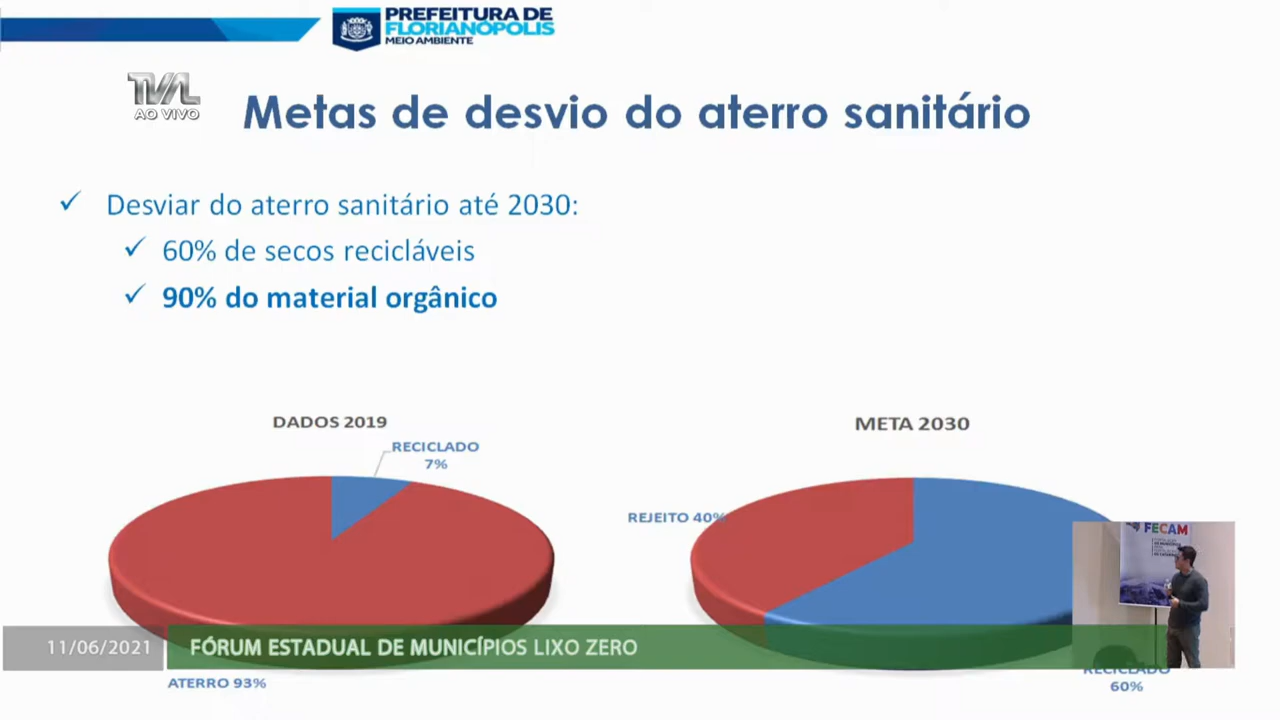 PREFEITURA DE
FLORIANÓPOLIS
MEIO AMBIENTE
TVAL
AO VIVO
Metas de desvio do aterro sanitário
✓ Desviar do aterro sanitário até 2030:
✓ 60% de secos recicláveis
✓ 90% do material orgânico
DADOS 2019
RECICLADO
7%
ATERRO 93%
META 2030
REJEITO 40%
RECICLADO
60%
FECAM
11/06/2021
FÓRUM ESTADUAL DE MUNICÍPIOS LIXO ZERO